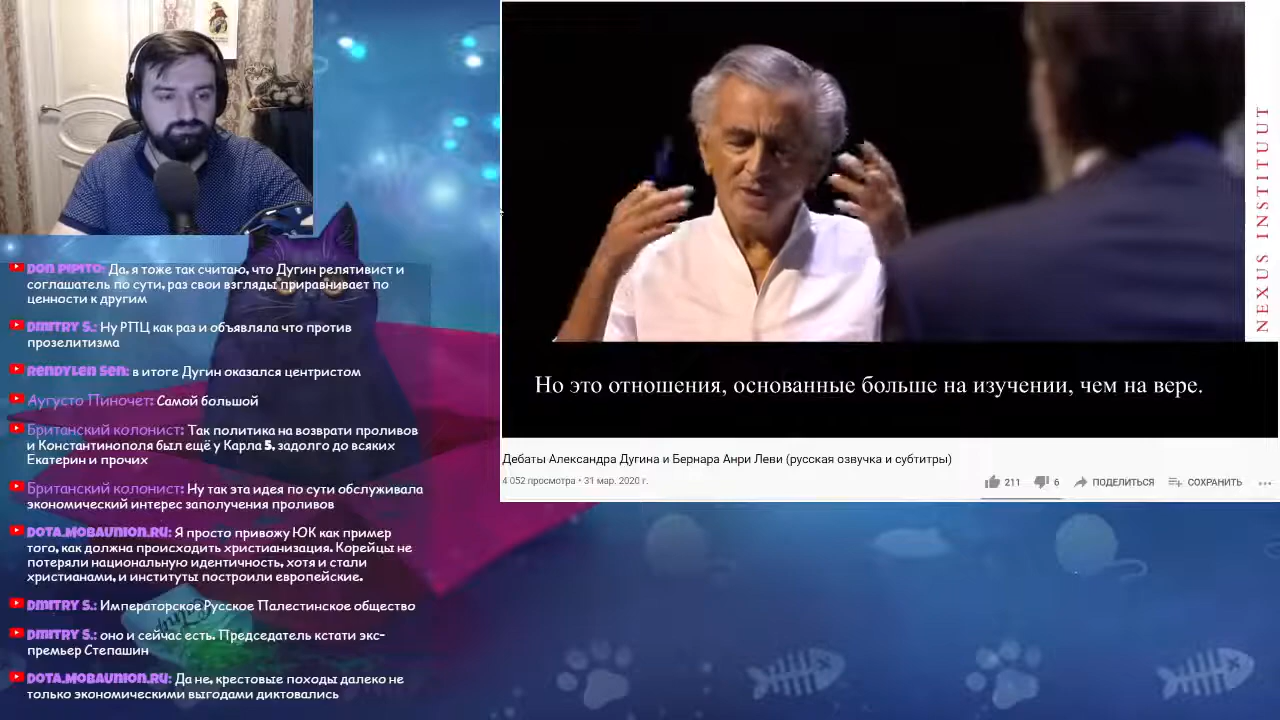 DON PIPITO: Да, я тоже так считаю, что Дугин релятивист и
соглашатель по сути, раз свои взгляды приравнивает по
ценности к другим
DMITRY S.: Ну РПЦ как раз и объявляла что против
прозелитизма
RENDYLEN SEN: в итоге Дугин оказался центристом
Аугусто Пиночет: Самой большой
Британский колонист: Так политика на возврати проливов
и Константинополя был ещё у Карла 5, задолго до всяких
Екатерин и прочих
Британский колонист: Ну так эта идея по сути обслуживала
экономический интерес заполучения проливов
DOTA.MOBAUNION.RU: Я просто привожу ЮК как пример
того, как должна происходить христианизация. Корейцы не
потеряли национальную идентичность, хотя и стали
христианами, и институты построили европейские.
DMITRY S.: Императорское Русское Палестинское общество
DMITRY S.: оно и сейчас есть. Председатель кстати экс-
премьер Степашин
DOTA.MOBAUNION.RU: Да не, крестовые походы далеко не
только экономическими выгодами диктовались
NEXUS INSTITUUT
Но это отношения, основанные больше на изучении, чем на вере.
Дебаты Александра Дугина и Бернара Анри Леви (русская озвучка и субтитры)
4 052 просмотра • 31 мар. 2020 г.
211 6 ПОДЕЛИТЬСЯ СОХРАНИТЬ